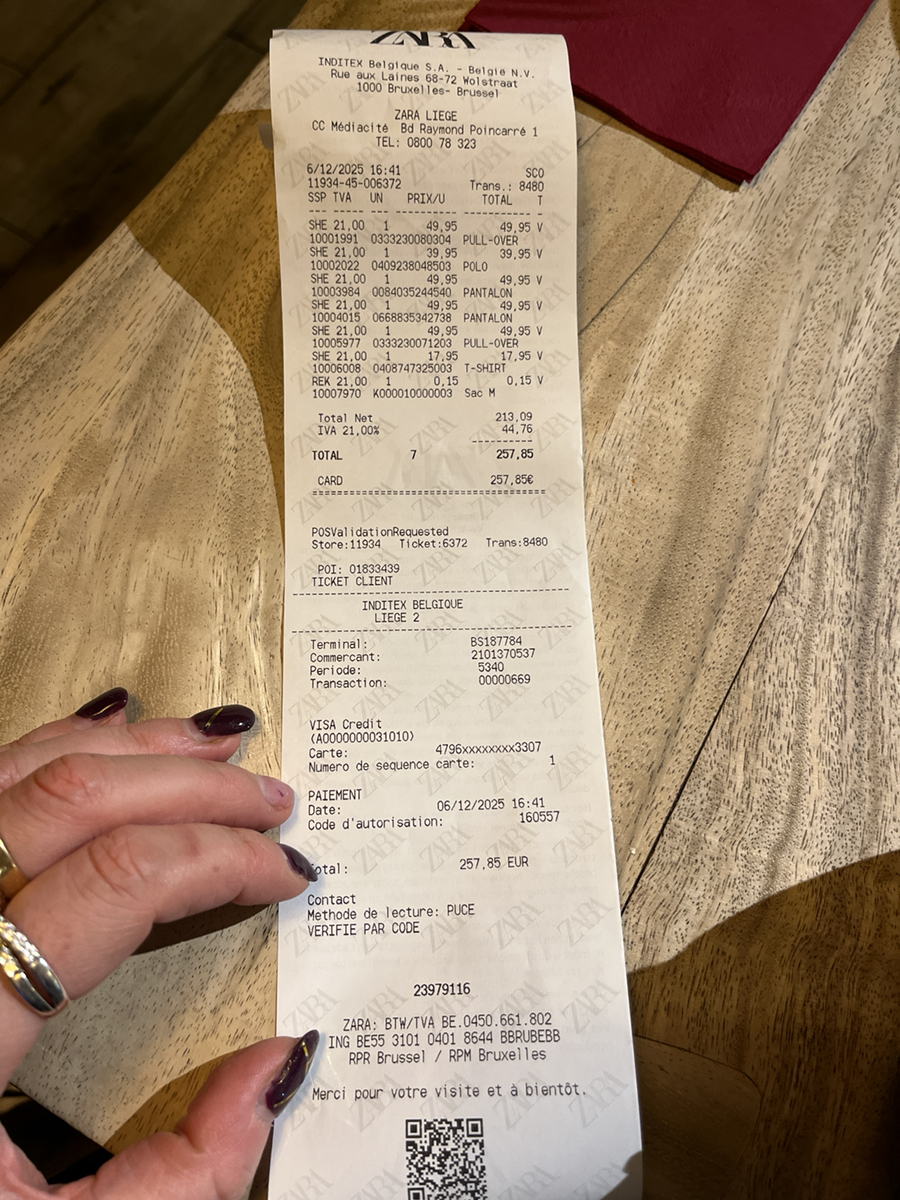 ZARA
INDITEX Belgique S.A. - België N.V.
Rue aux Laines 68-72 Wolstraat
1000 Bruxelles- Brussel
ZARA LIEGE
CC Médiacité Bd Raymond Poincarré 1
TEL: 0800 78 323
6/12/2025 16:41 SCO
11934-45-006372 Trans.: 8480
SSP TVA UN PRIX/U TOTAL T
SHE 21,00 1 49,95 49,95 V
10001991 0333230080304 PULL-OVER
SHE 21,00 1 39,95 39,95 V
10002022 0409238048503 POLO
SHE 21,00 1 49,95 49,95 V
10003984 0084035244540 PANTALON
SHE 21,00 1 49,95 49,95 V
10004015 0668835342738 PANTALON
SHE 21,00 1 49,95 49,95 V
10005977 0333230071203 PULL-OVER
SHE 21,00 1 17,95 17,95 V
10006008 0408747325003 T-SHIRT
REK 21,00 1 0,15 0,15 V
10007970 K000010000003 Sac M
Total Net 213,09
IVA 21,00% 44,76
TOTAL 7 257,85
CARD 257,85€
POSValidationRequested
Store:11934 Ticket:6372 Trans:8480
POI: 01833439
TICKET CLIENT
INDITEX BELGIQUE
LIEGE 2
Terminal: BS187784
Commercant: 2101370537
Periode: 5340
Transaction: 00000669
VISA Credit
(A0000000031010)
Carte: 4796xxxxxxxx3307
Numero de sequence carte: 1
PAIEMENT
Date: 06/12/2025 16:41
Code d'autorisation: 160557
otal: 257,85 EUR
Contact
Methode de lecture: PUCE
VERIFIE PAR CODE
23979116
ZARA: BTW/TVA BE.0450.661.802
ING BE55 3101 0401 8644 BBRUBEBB
RPR Brussel / RPM Bruxelles
Merci pour votre visite et à bientôt.